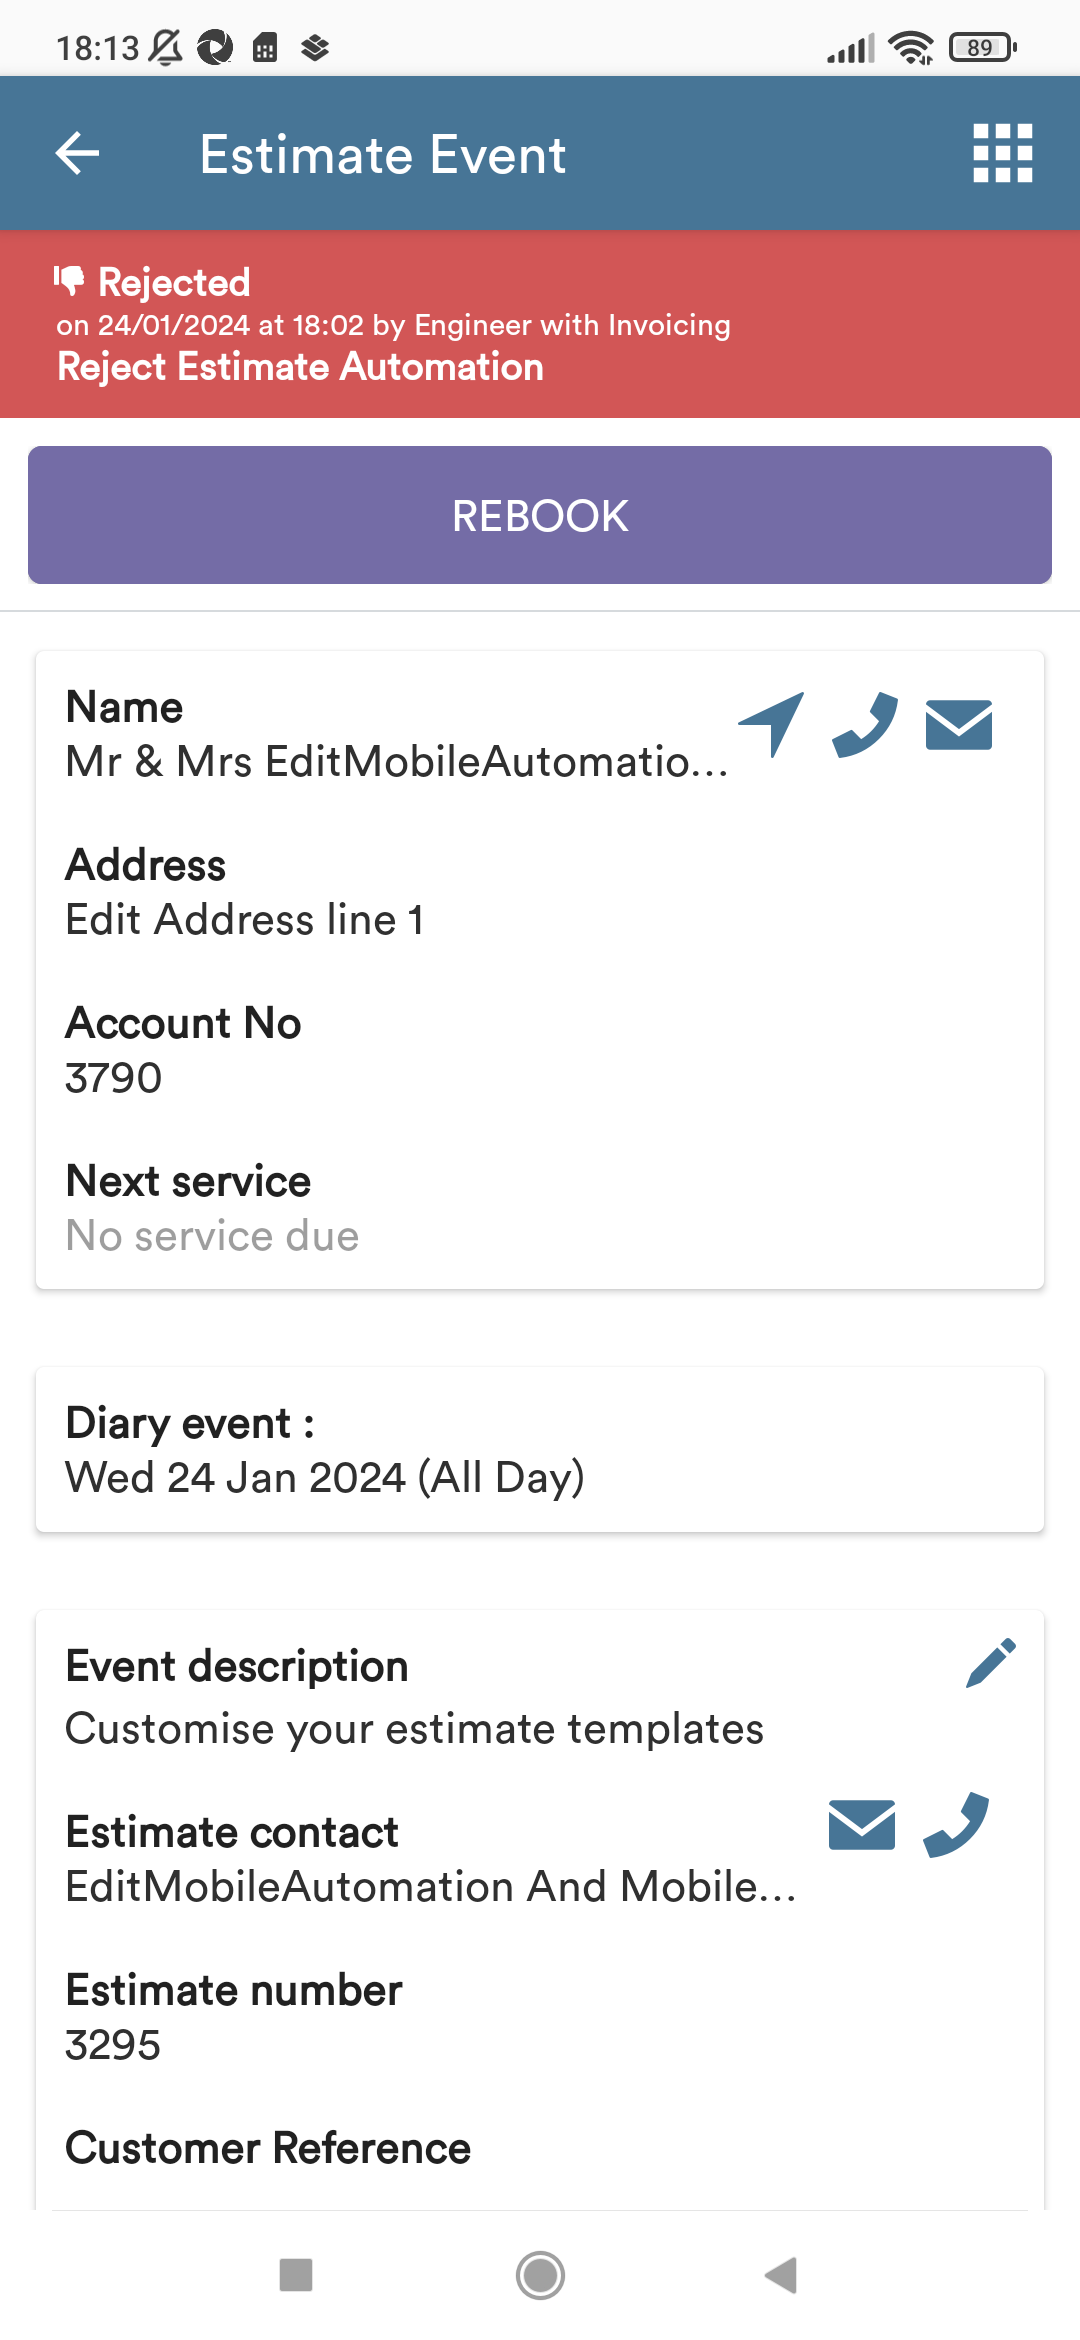 18:13
89
Estimate Event
Rejected
on 24/01/2024 at 18:02 by Engineer with Invoicing
Reject Estimate Automation
REBOOK
Name
Mr & Mrs EditMobileAutomatio...
Address
Edit Address line 1
Account No
3790
Next service
No service due
Diary event :
Wed 24 Jan 2024 (All Day)
Event description
Customise your estimate templates
Estimate contact
EditMobileAutomation And Mobile...
Estimate number
3295
Customer Reference